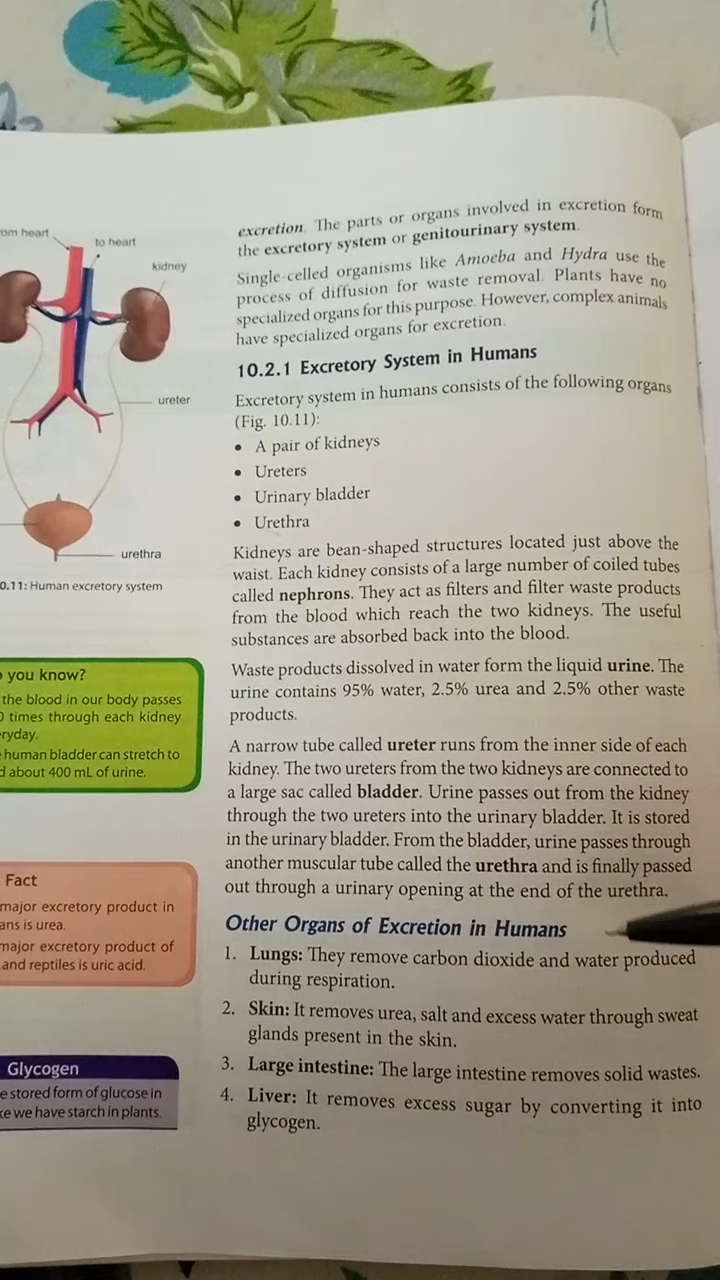 om heart
to heart
kidney
ureter
urethra
0.11: Human excretory system
you know?
the blood in our body passes
0 times through each kidney
ryday.
human bladder can stretch to
d about 400 mL of urine.
Fact
major excretory product in
ans is urea.
major excretory product of
and reptiles is uric acid.
Glycogen
e stored form of glucose in
ke we have starch in plants.
excretion. The parts or organs involved in excretion form
the excretory system or genitourinary system.
Single-celled organisms like Amoeba and Hydra use the
process of diffusion for waste removal. Plants have no
specialized organs for this purpose. However, complex animals
have specialized organs for excretion.
10.2.1 Excretory System in Humans
Excretory system in humans consists of the following organs
(Fig. 10.11):
• A pair of kidneys
• Ureters
• Urinary bladder
• Urethra
Kidneys are bean-shaped structures located just above the
waist. Each kidney consists of a large number of coiled tubes
called nephrons. They act as filters and filter waste products
from the blood which reach the two kidneys. The useful
substances are absorbed back into the blood.
Waste products dissolved in water form the liquid urine. The
urine contains 95% water, 2.5% urea and 2.5% other waste
products.
A narrow tube called ureter runs from the inner side of each
kidney. The two ureters from the two kidneys are connected to
a large sac called bladder. Urine passes out from the kidney
through the two ureters into the urinary bladder. It is stored
in the urinary bladder. From the bladder, urine passes through
another muscular tube called the urethra and is finally passed
out through a urinary opening at the end of the urethra.
Other Organs of Excretion in Humans
1. Lungs: They remove carbon dioxide and water produced
during respiration.
2. Skin: It removes urea, salt and excess water through sweat
glands present in the skin.
3. Large intestine: The large intestine removes solid wastes.
4. Liver: It removes excess sugar by converting it into
glycogen.